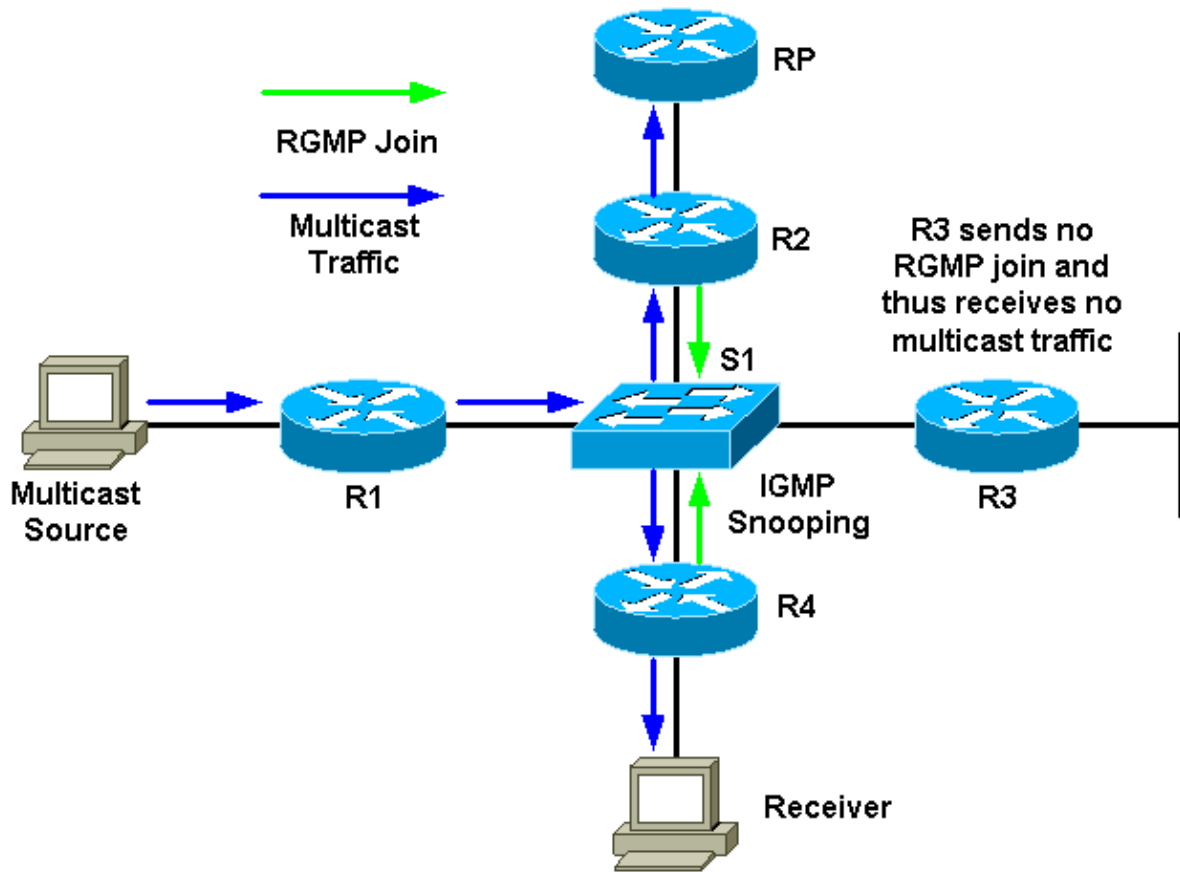 RP
RGMP Join
Multicast
Traffic
R2
R3 sends no
RGMP join and
thus receives no
multicast traffic
S1
Multicast
Source
R1
IGMP
Snooping
R3
R4
Receiver